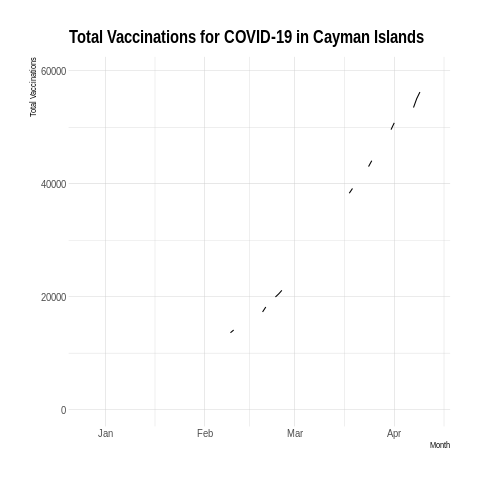 Total Vaccinations for COVID-19 in Cayman Islands
Total Vaccinations
60000
40000
20000
0
Jan Feb Mar Apr
Month